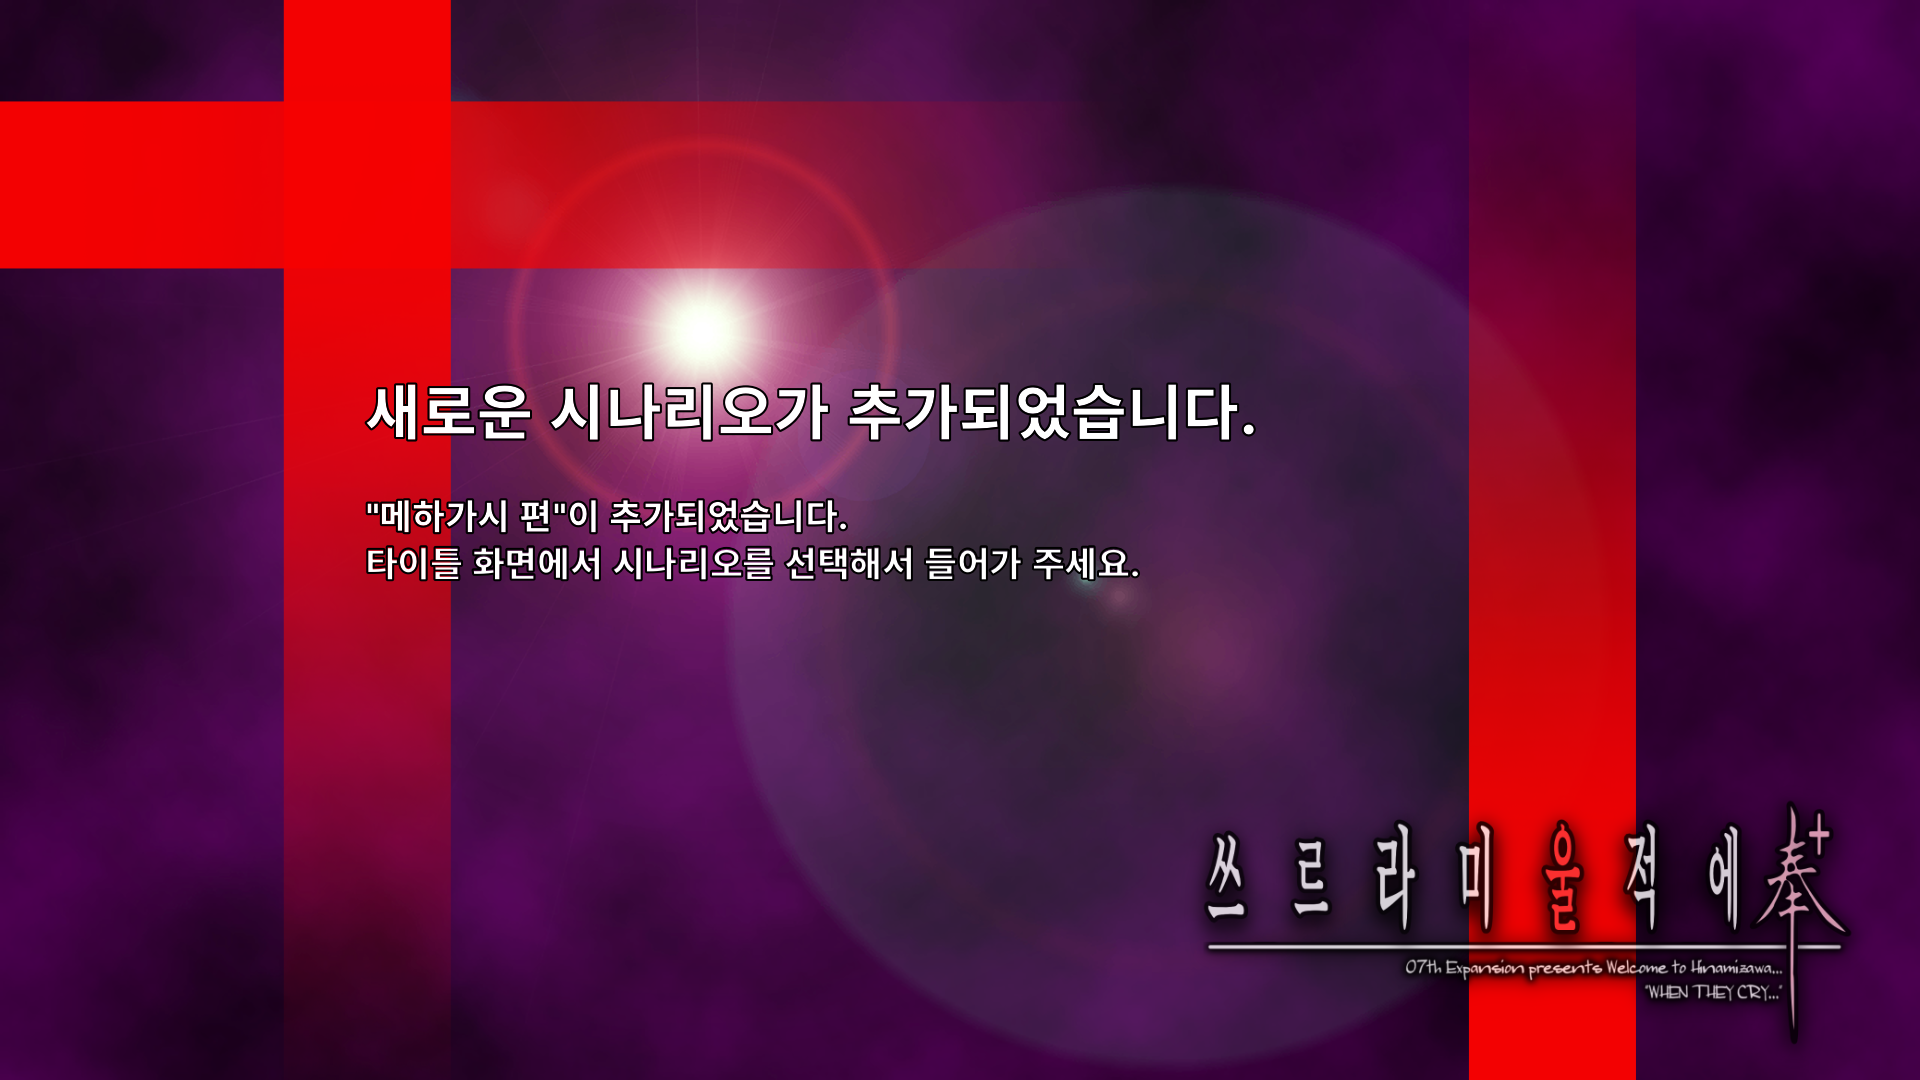 새로운 시나리오가 추가되었습니다.
"메하가시 편"이 추가되었습니다.
타이틀 화면에서 시나리오를 선택해서 들어가 주세요.
쓰르라미 울 적에 奉+
07th Expansion presents Welcome to Hinamizawa...
"WHEN THEY CRY..."